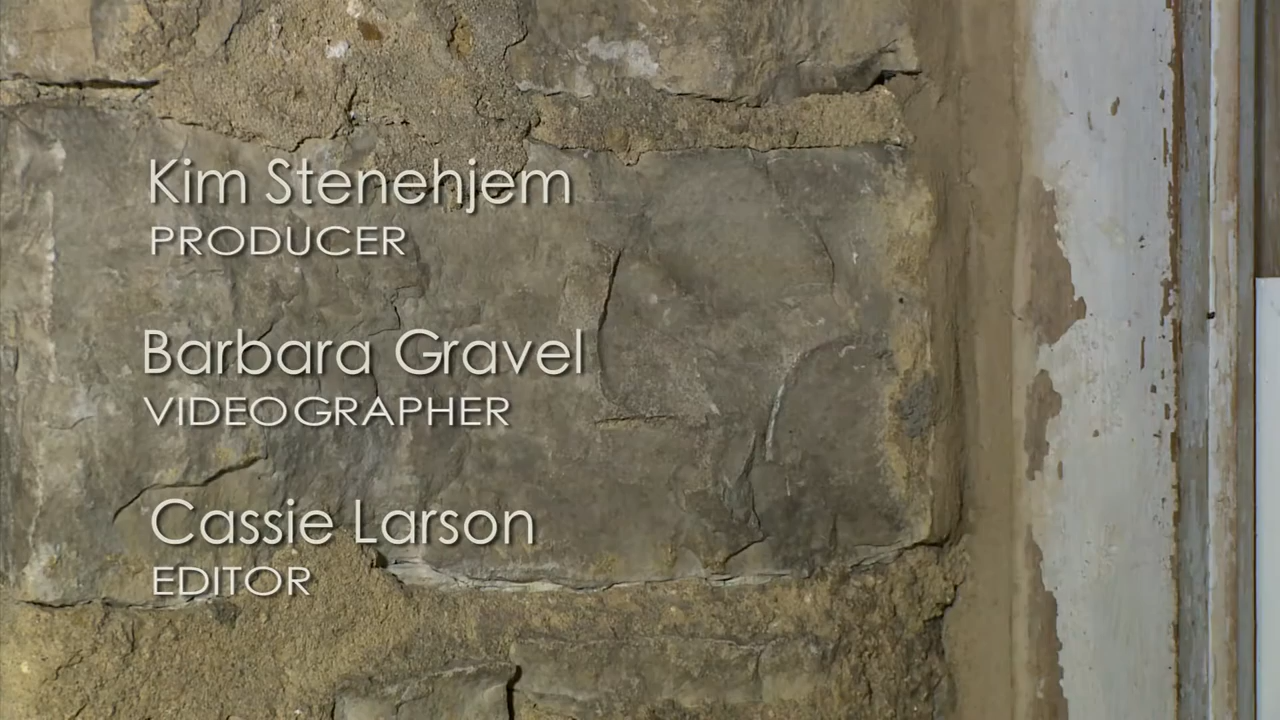 Kim Stenehjem
PRODUCER
Barbara Gravel
VIDEOGRAPHER
Cassie Larson
EDITOR